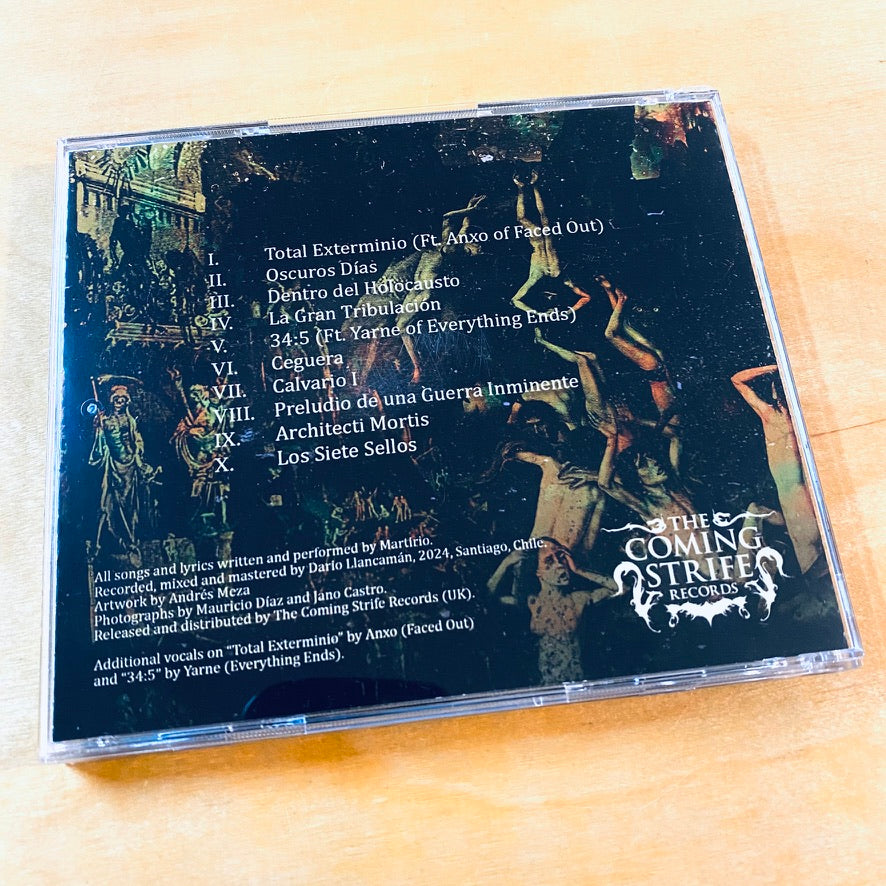 I. Total Exterminio (Ft. Anxo of Faced Out)
II. Oscuros Días
III. Dentro del Holocausto
IV. La Gran Tribulación
V. 34:5 (Ft. Yarne of Everything Ends)
VI. Ceguera
VII. Calvario I
VIII. Preludio de una Guerra Inminente
IX. Architecti Mortis
X. Los Siete Sellos
All songs and lyrics written and performed by Martirio.
Recorded, mixed and mastered by Darío Llancamán, 2024, Santiago, Chile.
Artwork by Andrés Meza
Photographs by Mauricio Díaz and Jano Castro.
Released and distributed by The Coming Strife Records (UK).
Additional vocals on "Total Exterminio" by Anxo (Faced Out)
and "34:5" by Yarne (Everything Ends).
THE
COMING
STRIFE
RECORDS